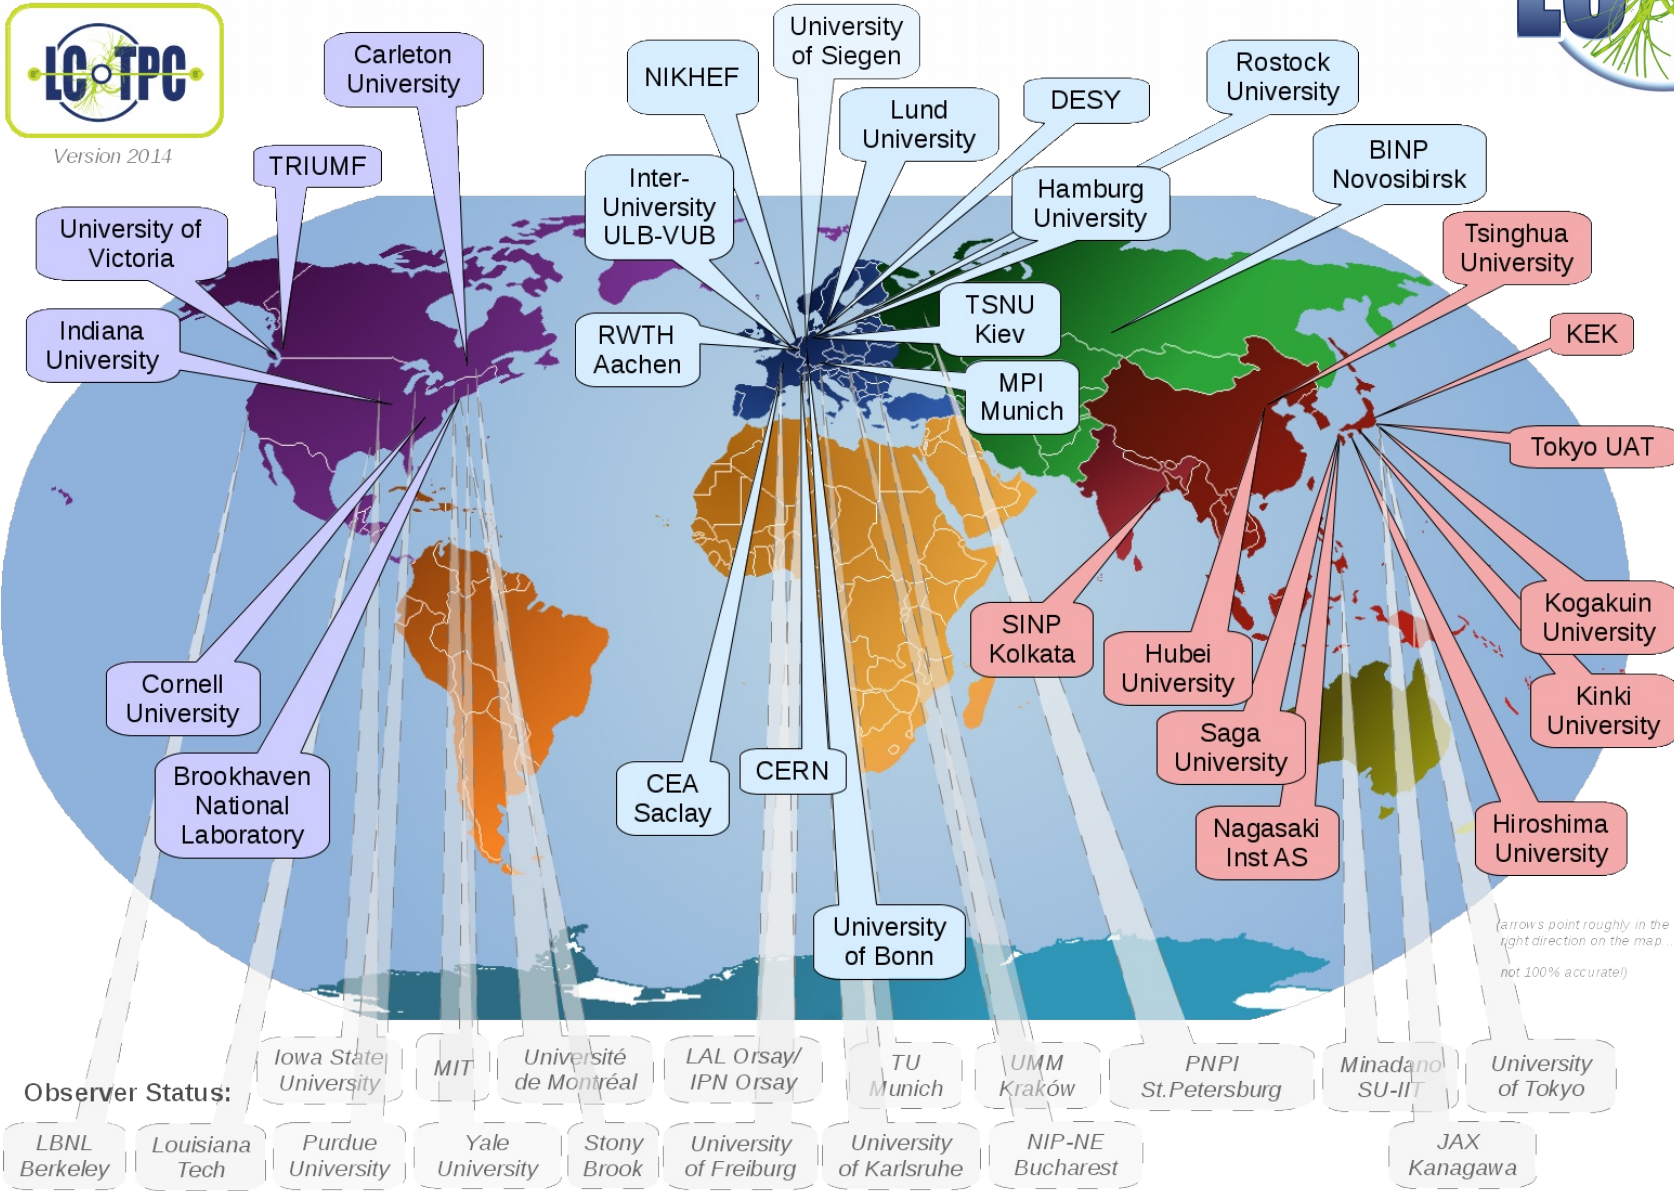 LC TPC
LC
Version 2014
Carleton
University
TRIUMF
University of
Victoria
Indiana
University
NIKHEF
University
of Siegen
Lund
University
DESY
Rostock
University
Inter-
University
ULB-VUB
Hamburg
University
BINP
Novosibirsk
RWTH
Aachen
TSNU
Kiev
MPI
Munich
Tsinghua
University
KEK
Tokyo UAT
Cornell
University
Brookhaven
National
Laboratory
CEA
Saclay
CERN
University
of Bonn
SINP
Kolkata
Hubei
University
Saga
University
Nagasaki
Inst AS
Kogakuin
University
Kinki
University
Hiroshima
University
(arrows point roughly in the
right direction on the map...
not 100% accurate!)
Observer Status:
Iowa State
University
MIT
Université
de Montréal
LAL Orsay/
IPN Orsay
TU
Munich
UMM
Kraków
PNPI
St.Petersburg
Minadano
SU-IIT
University
of Tokyo
LBNL
Berkeley
Louisiana
Tech
Purdue
University
Yale
University
Stony
Brook
University
of Freiburg
University
of Karlsruhe
NIP-NE
Bucharest
JAX
Kanagawa